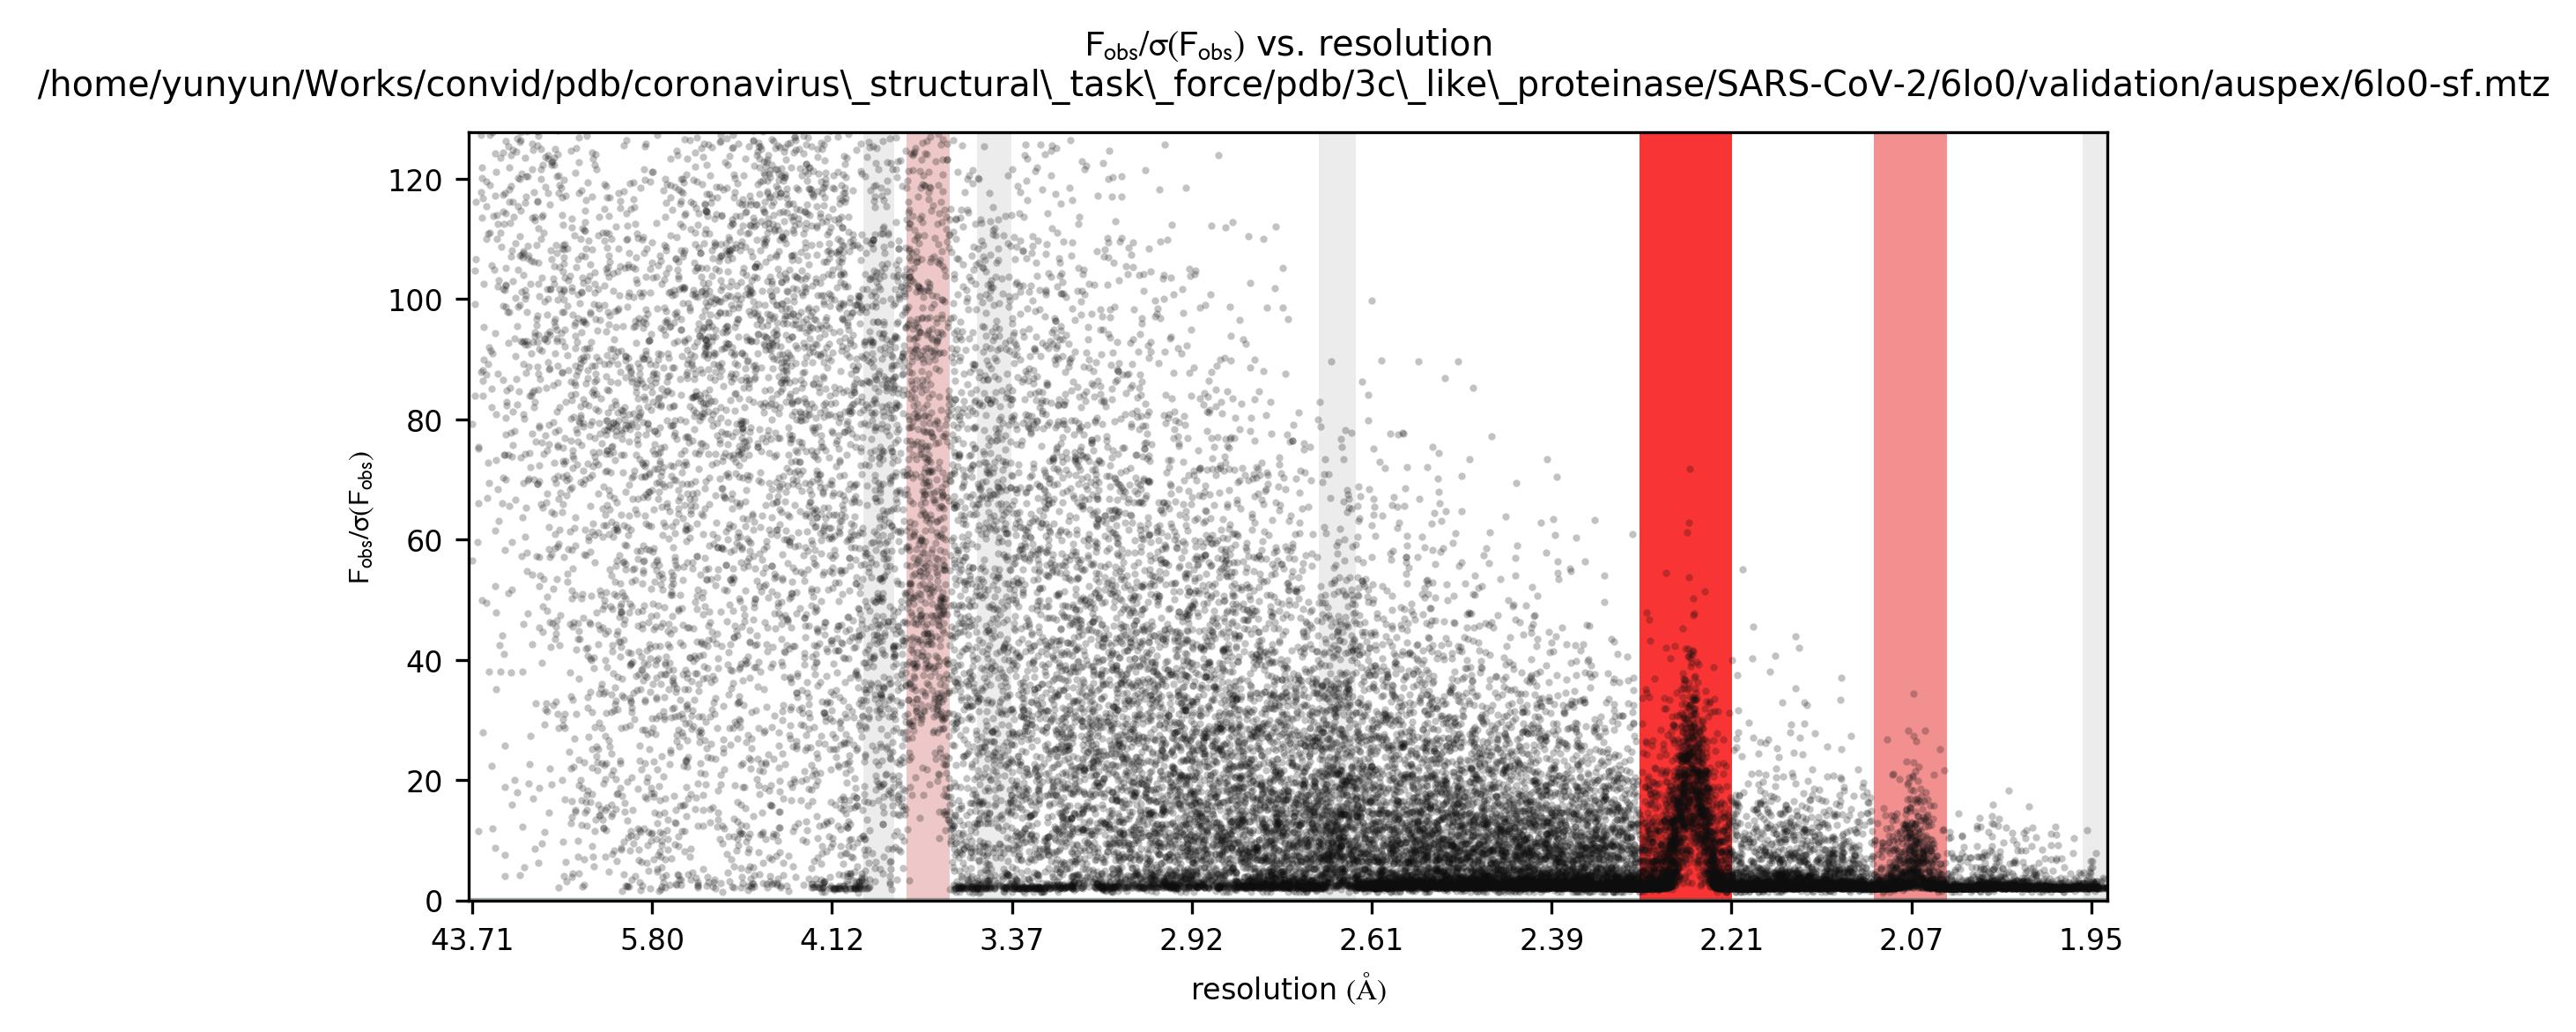 Fobs/σ(Fobs) vs. resolution
/home/yunyun/Works/convid/pdb/coronavirus\_structural\_task\_force/pdb/3c\_like\_proteinase/SARS-CoV-2/6lo0/validation/auspex/6lo0-sf.mtz
Fobs/σ(Fobs)
120
100
80
60
40
20
0
43.71 5.80 4.12 3.37 2.92 2.61 2.39 2.21 2.07 1.95
resolution (Å)